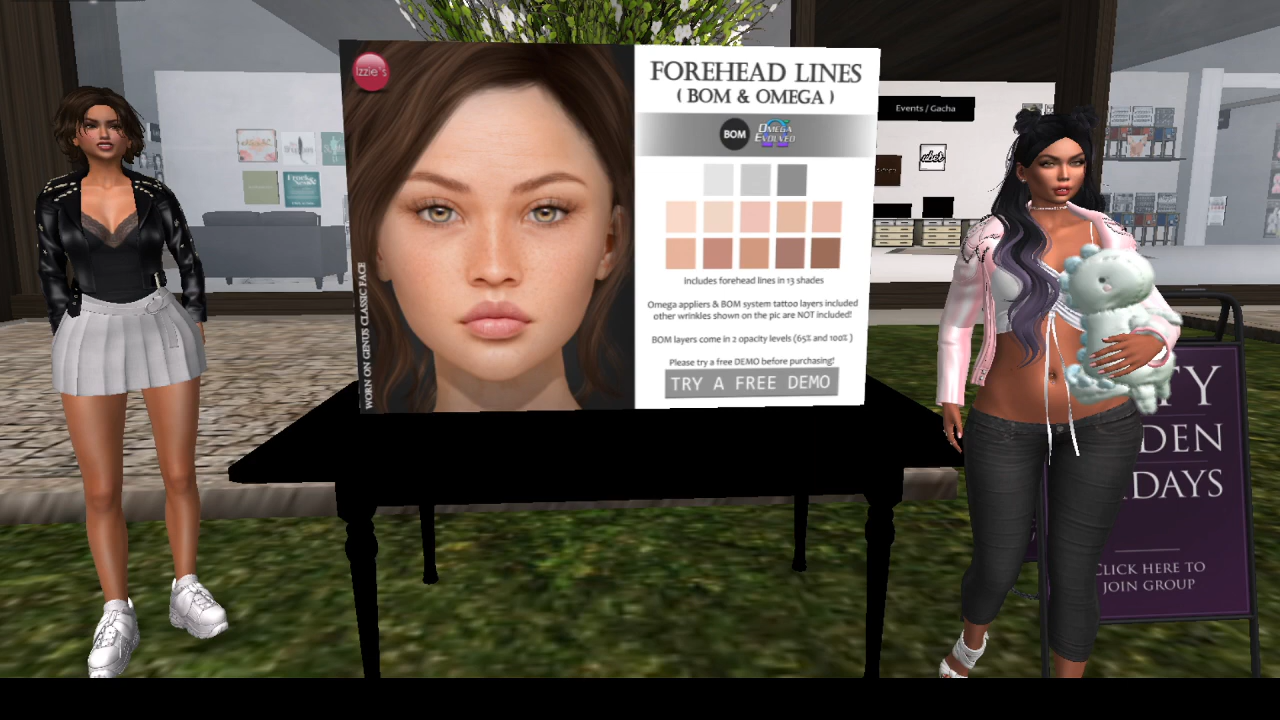 Izzie's
WORN ON GENUS CLASSIC FACE
FOREHEAD LINES
( BOM & OMEGA )
BOM
OMEGA
EVOLVED
includes forehead lines in 13 shades
Omega appliers & BOM system tattoo layers included
other wrinkles shown on the pic are NOT included!
BOM layers come in 2 opacity levels (65% and 100% )
Please try a free DEMO before purchasing!
TRY A FREE DEMO
Events / Gacha
TY
DEN
DAYS
CLICK HERE TO
JOIN GROUP